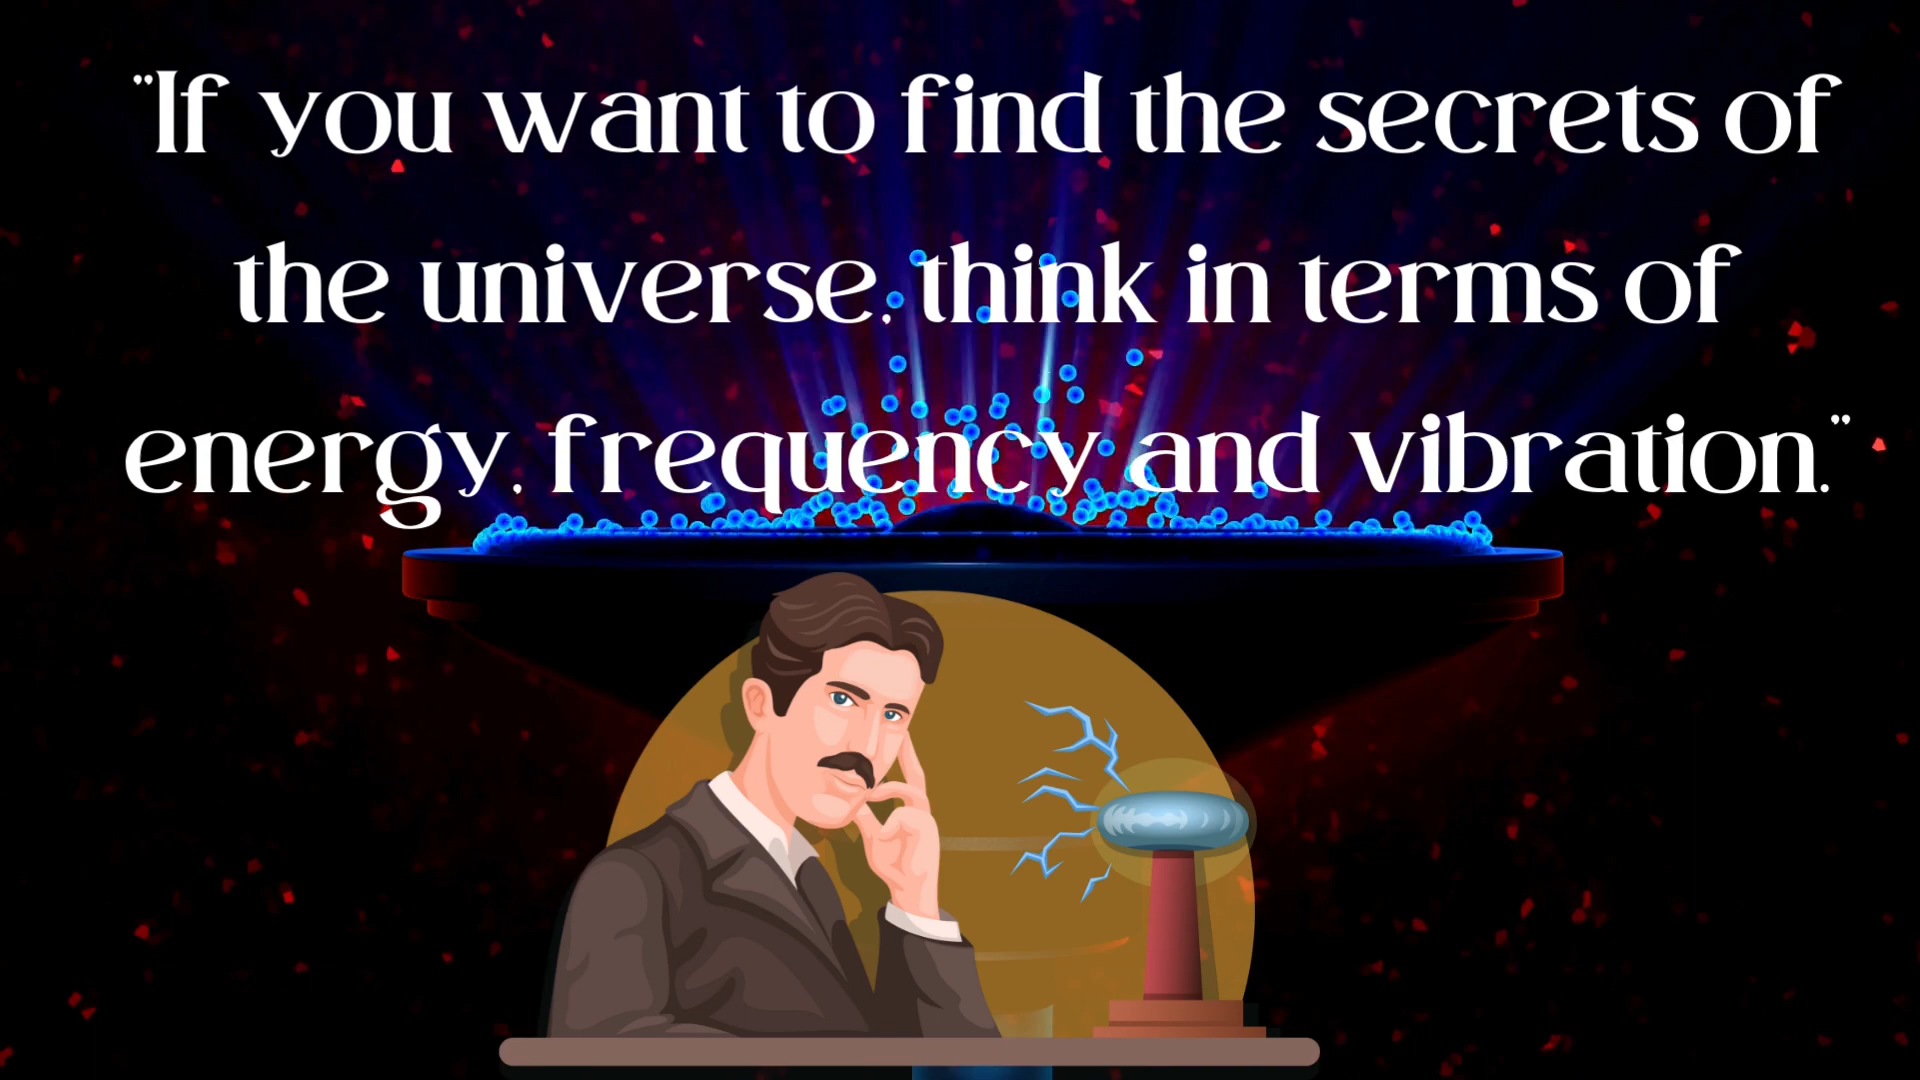 "If you want to find the secrets of
the universe, think in terms of
energy, frequency and vibration."